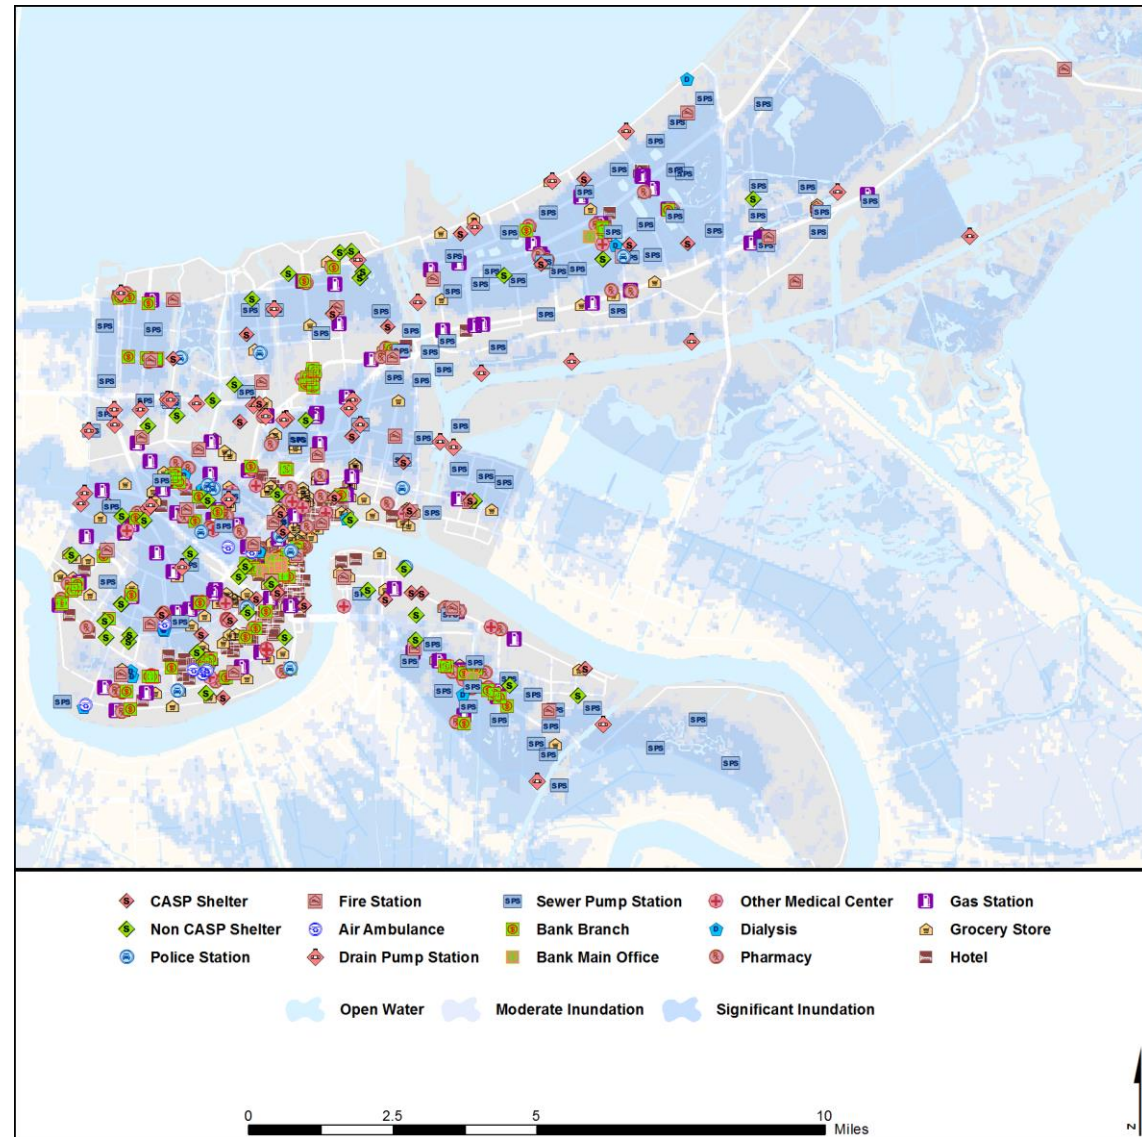 CASP Shelter Fire Station SPS Sewer Pump Station Other Medical Center Gas Station
Non CASP Shelter Air Ambulance Bank Branch Dialysis Grocery Store
Police Station Drain Pump Station Bank Main Office Pharmacy Hotel
Open Water Moderate Inundation Significant Inundation
0 2.5 5 10
Miles
N